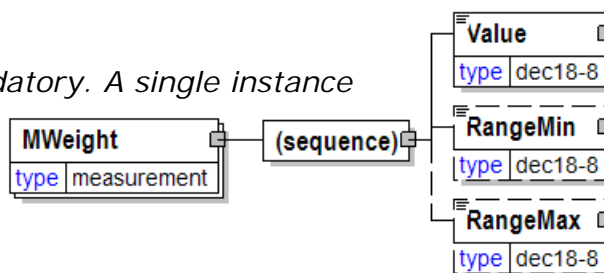 Value
type dec18-8
datory. A single instance
RangeMin
MWeight
(sequence)
type dec18-8
type measurement
RangeMax
type dec18-8